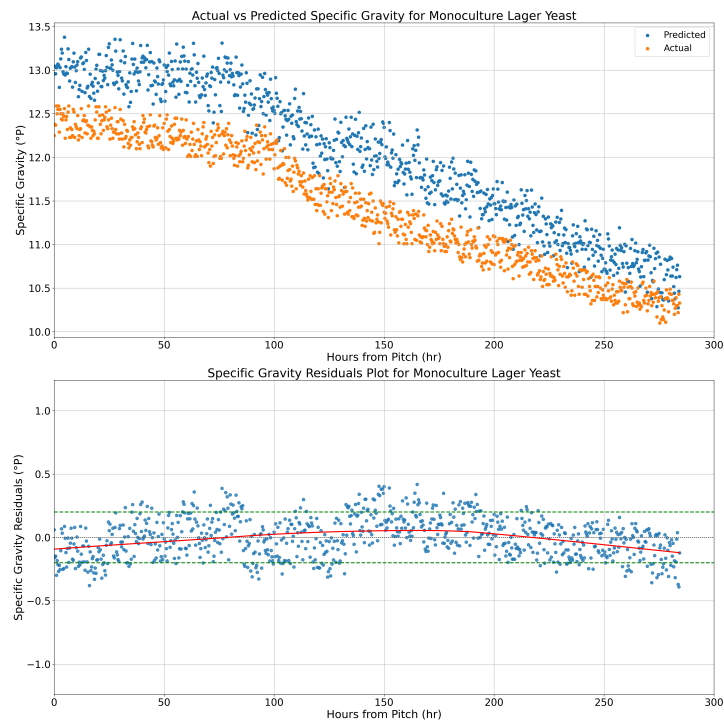 Actual vs Predicted Specific Gravity for Monoculture Lager Yeast
13.5
13.0
12.5
12.0
11.5
11.0
10.5
10.0
Specific Gravity (°P)
Predicted
Actual
0 50 100 150 200 250 300
Hours from Pitch (hr)
Specific Gravity Residuals Plot for Monoculture Lager Yeast
1.0
0.5
0.0
−0.5
−1.0
Specific Gravity Residuals (°P)
0 50 100 150 200 250 300
Hours from Pitch (hr)